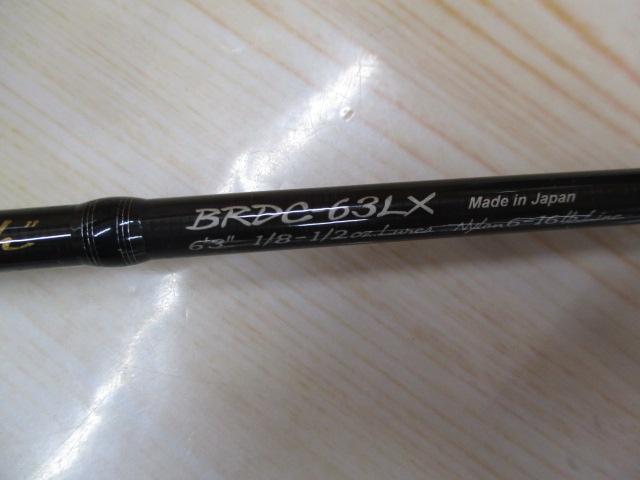 BRDC-63LX
Made in Japan
6'3" 1/8-1/2oz Lures Nylon 6-16lb Line